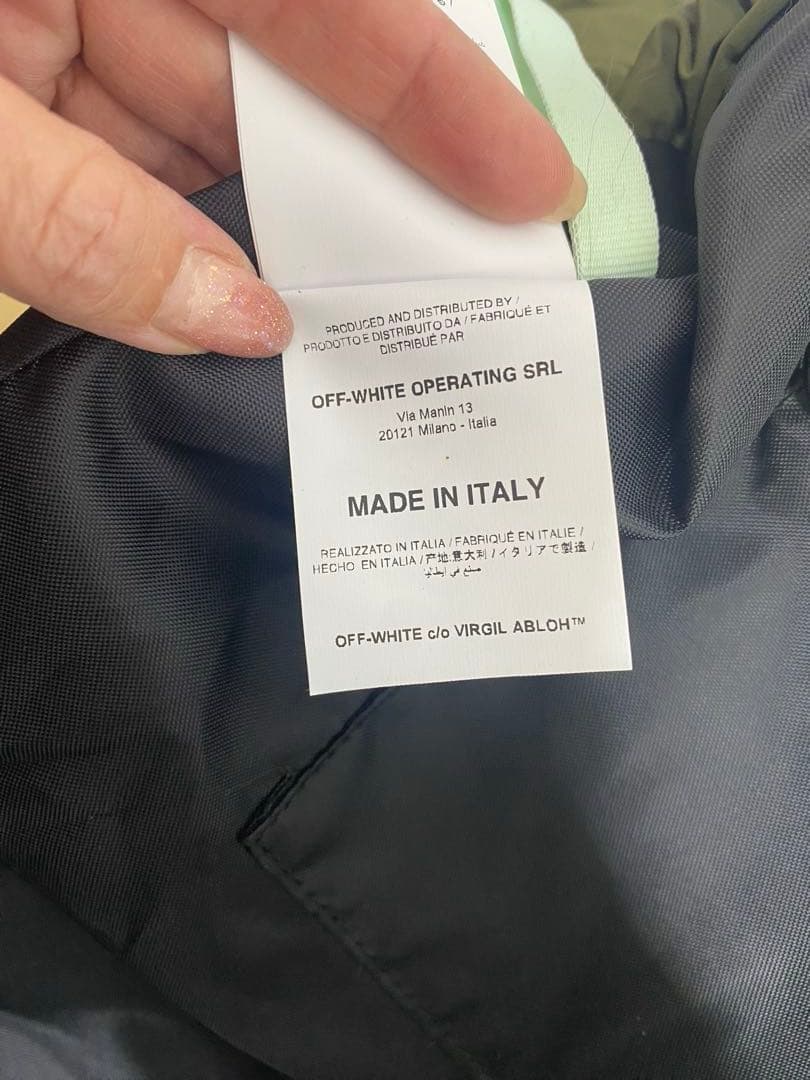 PRODUCED AND DISTRIBUTED BY /
PRODOTTO E DISTRIBUITO DA / FABRIQUÉ ET
DISTRIBUÉ PAR
OFF-WHITE OPERATING SRL
Via Manin 13
20121 Milano - Italia
MADE IN ITALY
REALIZZATO IN ITALIA / FABRIQUÉ EN ITALIE /
HECHO EN ITALIA / 产地:意大利 / イタリアで製造 /
صنع في إيطاليا
OFF-WHITE c/o VIRGIL ABLOH™